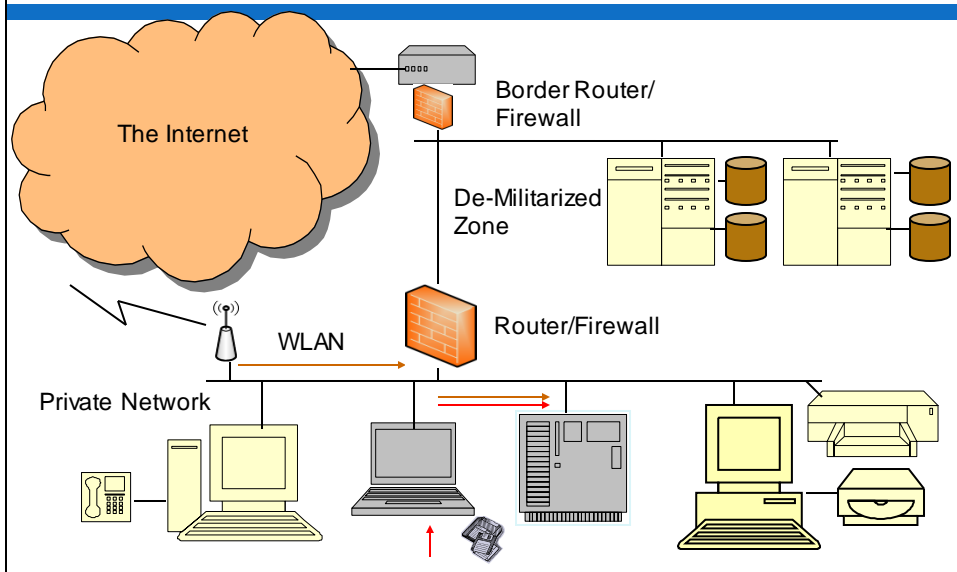 The Internet
Border Router/
Firewall
De-Militarized
Zone
WLAN
Router/Firewall
Private Network